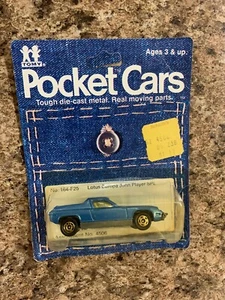 TOMY
Ages 3 & up.
Pocket Cars
Tough die-cast metal. Real moving parts.
No. 164-F25 Lotus Europa John Player SPL